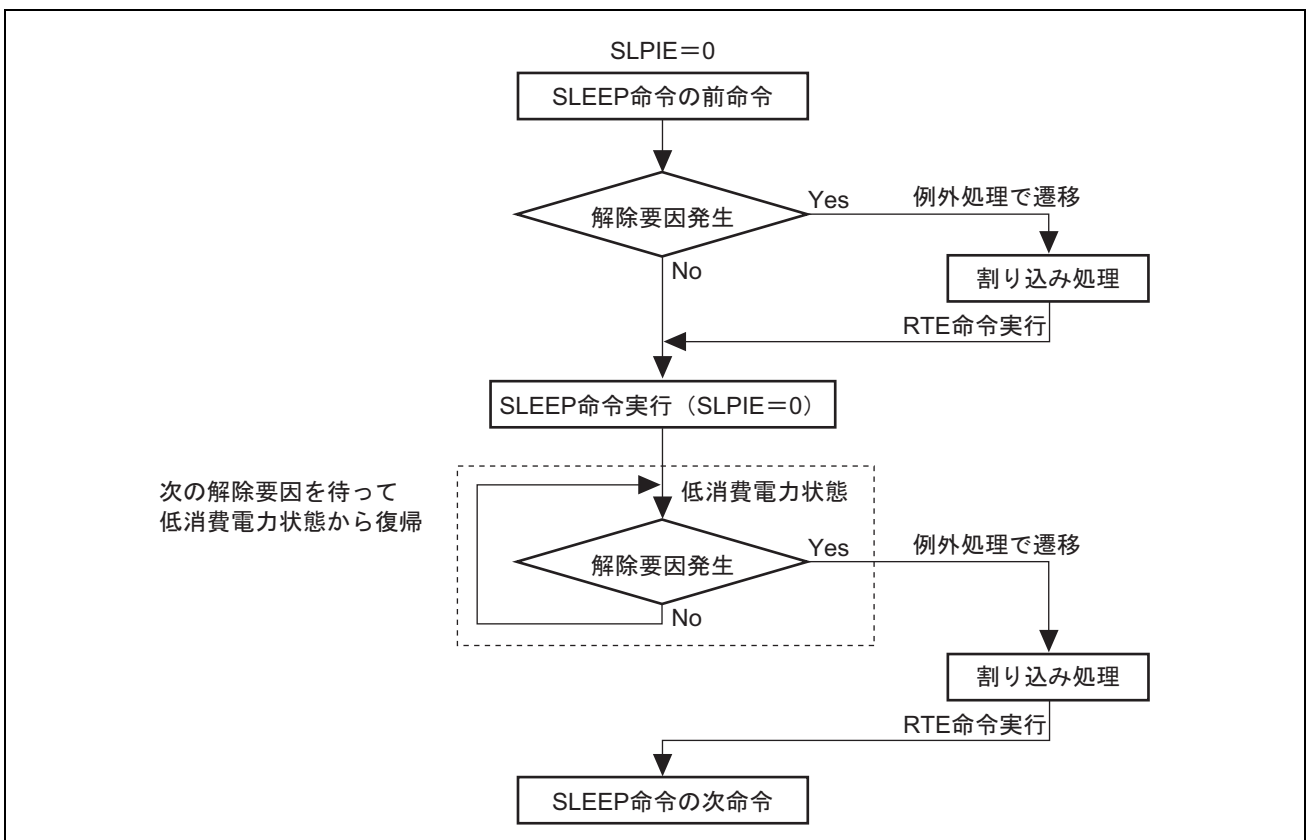 SLPIE＝0
SLEEP命令の前命令
解除要因発生
Yes
例外処理で遷移
No
割り込み処理
RTE命令実行
SLEEP命令実行（SLPIE＝0）
次の解除要因を待って
低消費電力状態から復帰
低消費電力状態
解除要因発生
Yes
例外処理で遷移
No
割り込み処理
RTE命令実行
SLEEP命令の次命令